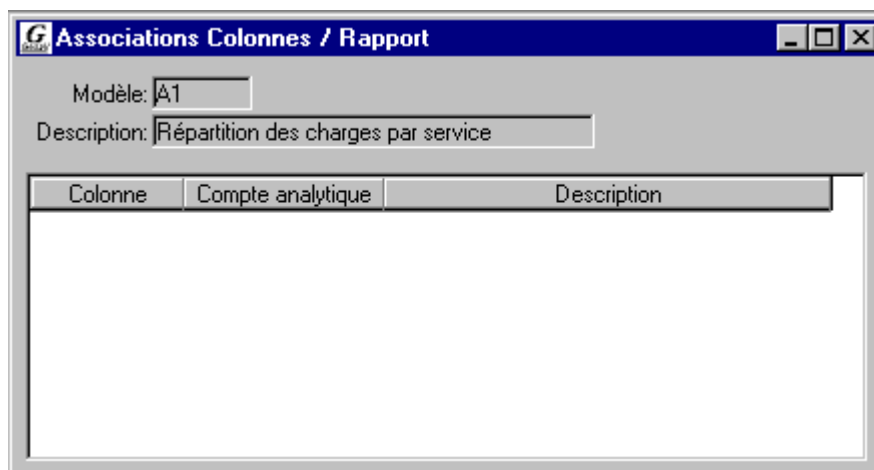 Associations Colonnes / Rapport
Modèle: A1
Description: Répartition des charges par service
Colonne Compte analytique Description